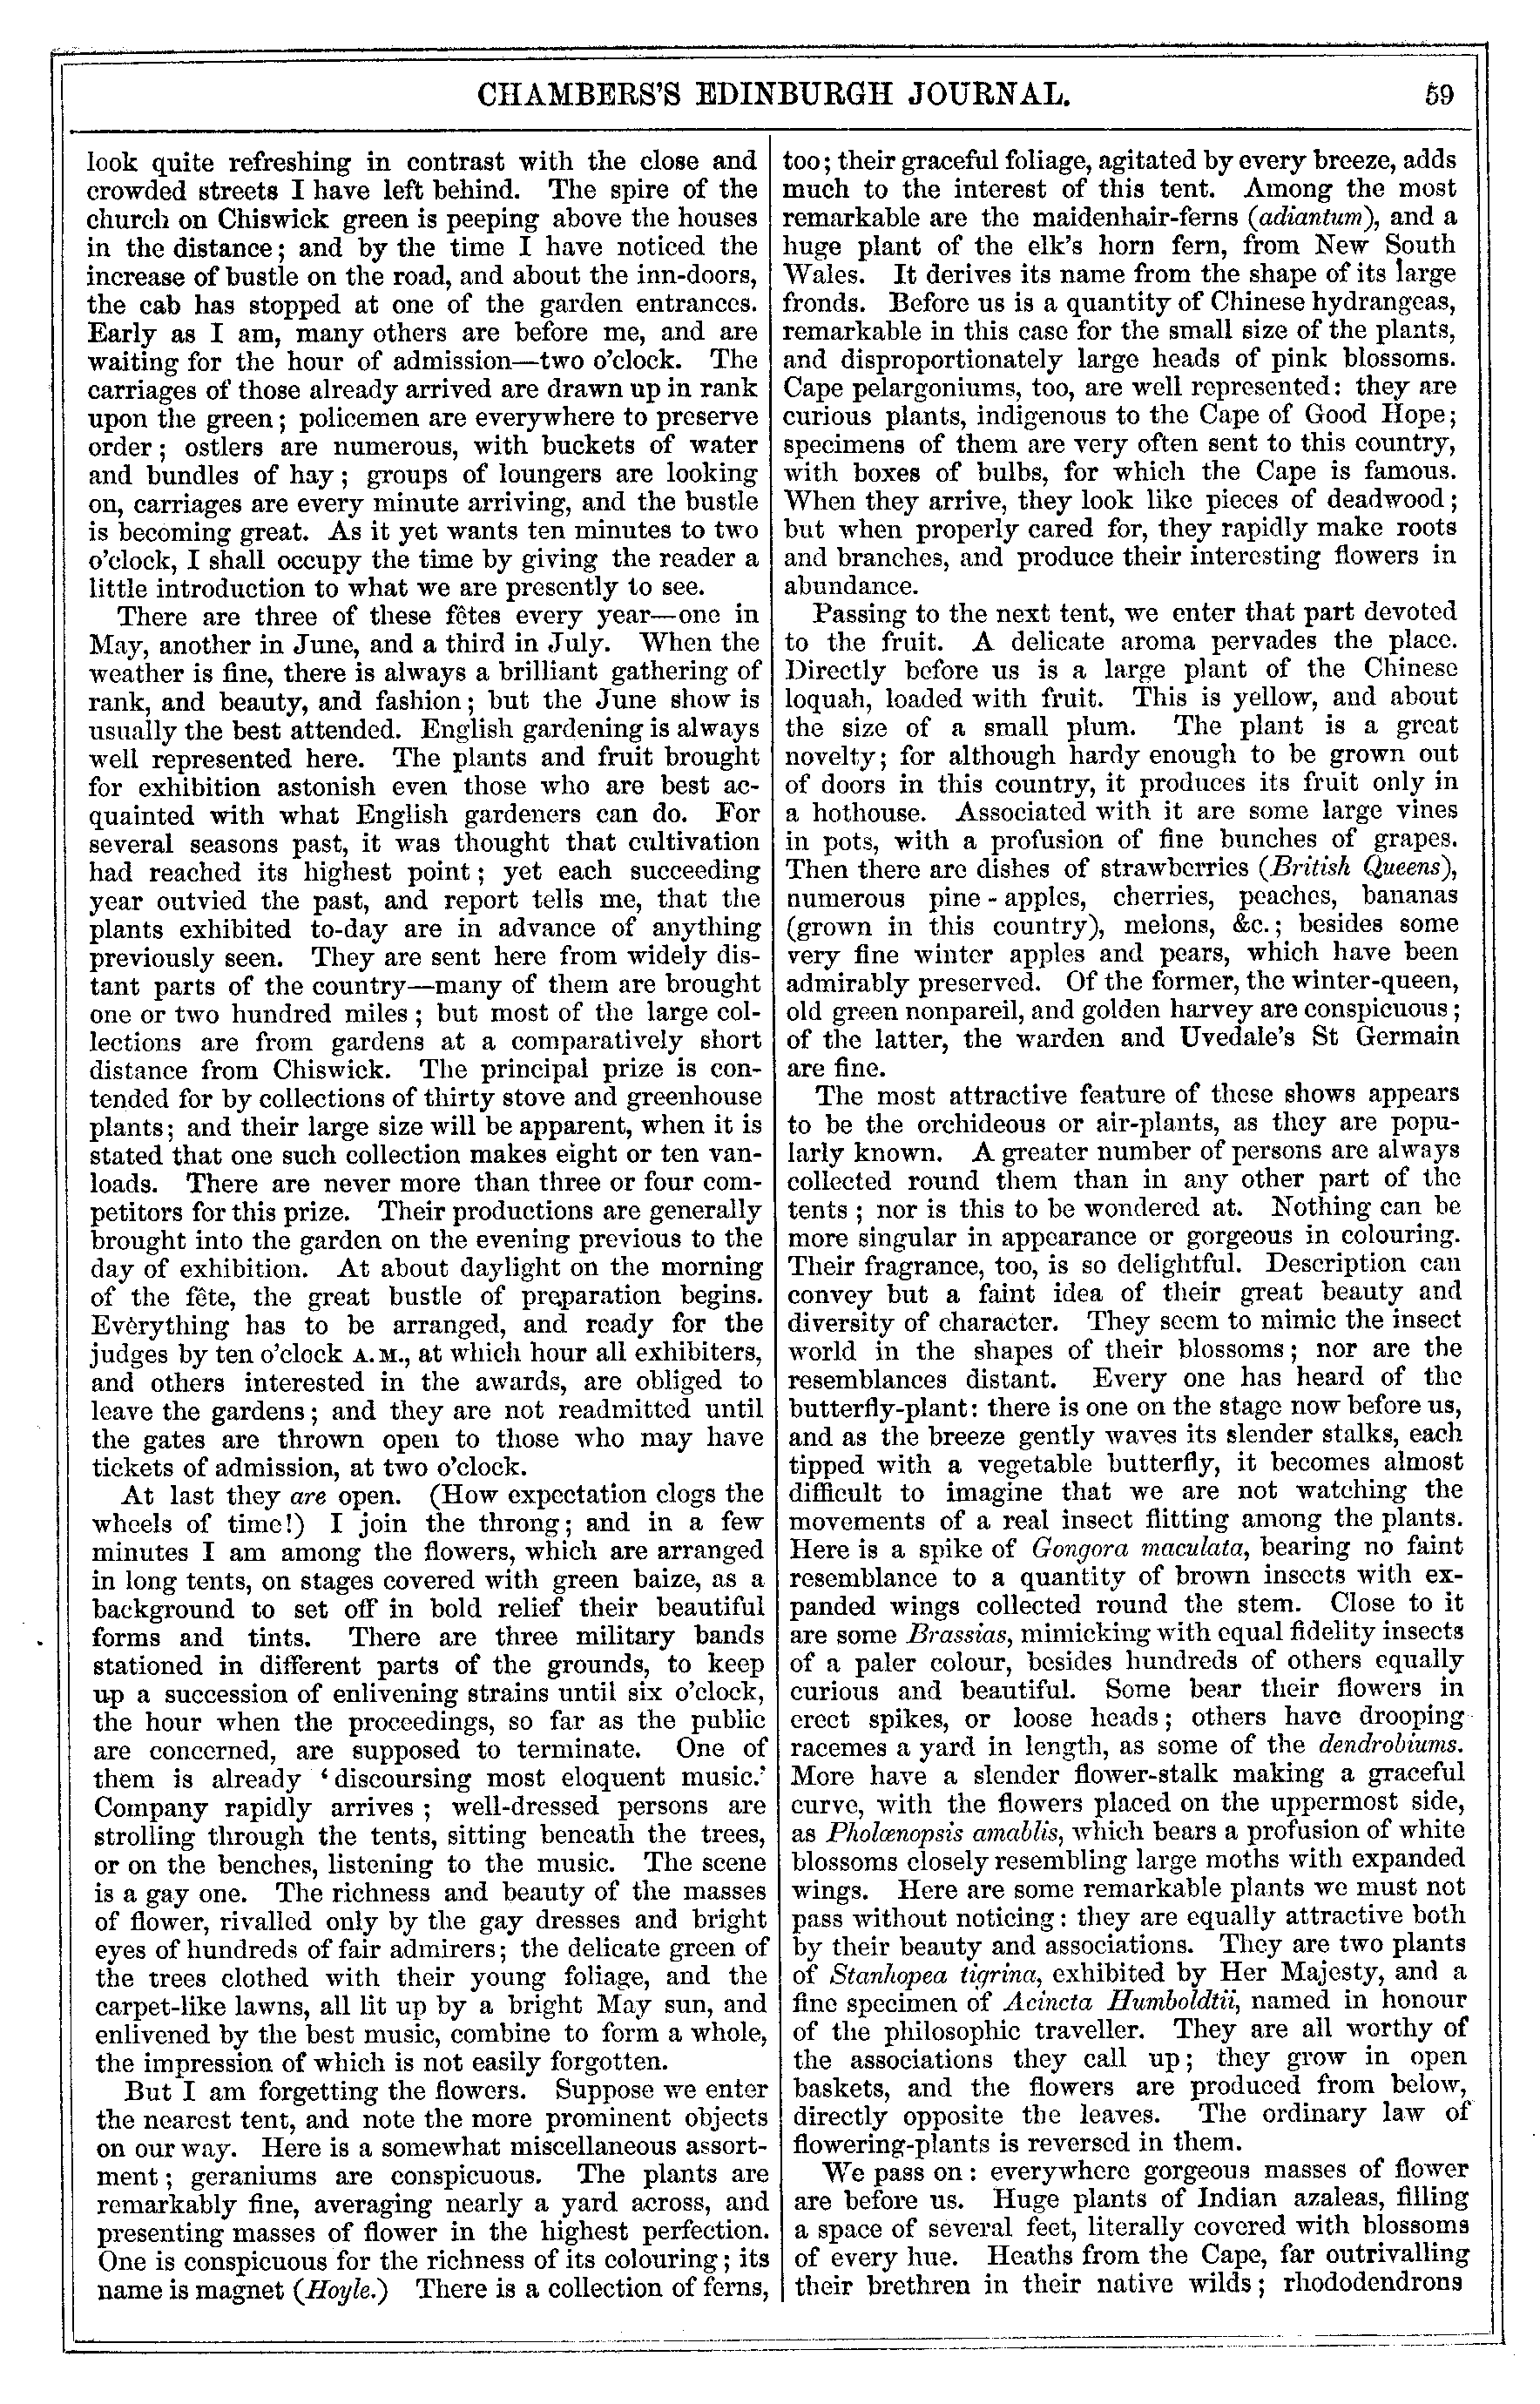 CHAMBERS'S EDINBURGH JOURNAL. 59
look quite refreshing in contrast with the close and
crowded streets I have left behind. The spire of the
church on Chiswick green is peeping above the houses
in the distance; and by the time I have noticed the
increase of bustle on the road, and about the inn-doors,
the cab has stopped at one of the garden entrances.
Early as I am, many others are before me, and are
waiting for the hour of admission—two o'clock. The
carriages of those already arrived are drawn up in rank
upon the green; policemen are everywhere to preserve
order; ostlers are numerous, with buckets of water
and bundles of hay; groups of loungers are looking
on, carriages are every minute arriving, and the bustle
is becoming great. As it yet wants ten minutes to two
o'clock, I shall occupy the time by giving the reader a
little introduction to what we are presently to see.
There are three of these fêtes every year—one in
May, another in June, and a third in July. When the
weather is fine, there is always a brilliant gathering of
rank, and beauty, and fashion; but the June show is
usually the best attended. English gardening is always
well represented here. The plants and fruit brought
for exhibition astonish even those who are best ac-
quainted with what English gardeners can do. For
several seasons past, it was thought that cultivation
had reached its highest point; yet each succeeding
year outvied the past, and report tells me, that the
plants exhibited to-day are in advance of anything
previously seen. They are sent here from widely dis-
tant parts of the country—many of them are brought
one or two hundred miles; but most of the large col-
lections are from gardens at a comparatively short
distance from Chiswick. The principal prize is con-
tended for by collections of thirty stove and greenhouse
plants; and their large size will be apparent, when it is
stated that one such collection makes eight or ten van-
loads. There are never more than three or four com-
petitors for this prize. Their productions are generally
brought into the garden on the evening previous to the
day of exhibition. At about daylight on the morning
of the fête, the great bustle of preparation begins.
Everything has to be arranged, and ready for the
judges by ten o'clock A.M., at which hour all exhibiters,
and others interested in the awards, are obliged to
leave the gardens; and they are not readmitted until
the gates are thrown open to those who may have
tickets of admission, at two o'clock.
At last they are open. (How expectation clogs the
wheels of time!) I join the throng; and in a few
minutes I am among the flowers, which are arranged
in long tents, on stages covered with green baize, as a
background to set off in bold relief their beautiful
forms and tints. There are three military bands
stationed in different parts of the grounds, to keep
up a succession of enlivening strains until six o'clock,
the hour when the proceedings, so far as the public
are concerned, are supposed to terminate. One of
them is already 'discoursing most eloquent music.'
Company rapidly arrives; well-dressed persons are
strolling through the tents, sitting beneath the trees,
or on the benches, listening to the music. The scene
is a gay one. The richness and beauty of the masses
of flower, rivalled only by the gay dresses and bright
eyes of hundreds of fair admirers; the delicate green of
the trees clothed with their young foliage, and the
carpet-like lawns, all lit up by a bright May sun, and
enlivened by the best music, combine to form a whole,
the impression of which is not easily forgotten.
But I am forgetting the flowers. Suppose we enter
the nearest tent, and note the more prominent objects
on our way. Here is a somewhat miscellaneous assort-
ment; geraniums are conspicuous. The plants are
remarkably fine, averaging nearly a yard across, and
presenting masses of flower in the highest perfection.
One is conspicuous for the richness of its colouring; its
name is magnet (Hoyle.) There is a collection of ferns,
too; their graceful foliage, agitated by every breeze, adds
much to the interest of this tent. Among the most
remarkable are the maidenhair-ferns (adiantum), and a
huge plant of the elk's horn fern, from New South
Wales. It derives its name from the shape of its large
fronds. Before us is a quantity of Chinese hydrangeas,
remarkable in this case for the small size of the plants,
and disproportionately large heads of pink blossoms.
Cape pelargoniums, too, are well represented: they are
curious plants, indigenous to the Cape of Good Hope;
specimens of them are very often sent to this country,
with boxes of bulbs, for which the Cape is famous.
When they arrive, they look like pieces of deadwood;
but when properly cared for, they rapidly make roots
and branches, and produce their interesting flowers in
abundance.
Passing to the next tent, we enter that part devoted
to the fruit. A delicate aroma pervades the place.
Directly before us is a large plant of the Chinese
loquah, loaded with fruit. This is yellow, and about
the size of a small plum. The plant is a great
novelty; for although hardy enough to be grown out
of doors in this country, it produces its fruit only in
a hothouse. Associated with it are some large vines
in pots, with a profusion of fine bunches of grapes.
Then there are dishes of strawberries (British Queens),
numerous pine-apples, cherries, peaches, bananas
(grown in this country), melons, &c.; besides some
very fine winter apples and pears, which have been
admirably preserved. Of the former, the winter-queen,
old green nonpareil, and golden harvey are conspicuous;
of the latter, the warden and Uvedale's St Germain
are fine.
The most attractive feature of these shows appears
to be the orchideous or air-plants, as they are popu-
larly known. A greater number of persons are always
collected round them than in any other part of the
tents; nor is this to be wondered at. Nothing can be
more singular in appearance or gorgeous in colouring.
Their fragrance, too, is so delightful. Description can
convey but a faint idea of their great beauty and
diversity of character. They seem to mimic the insect
world in the shapes of their blossoms; nor are the
resemblances distant. Every one has heard of the
butterfly-plant: there is one on the stage now before us,
and as the breeze gently waves its slender stalks, each
tipped with a vegetable butterfly, it becomes almost
difficult to imagine that we are not watching the
movements of a real insect flitting among the plants.
Here is a spike of Gongora maculata, bearing no faint
resemblance to a quantity of brown insects with ex-
panded wings collected round the stem. Close to it
are some Brassias, mimicking with equal fidelity insects
of a paler colour, besides hundreds of others equally
curious and beautiful. Some bear their flowers in
erect spikes, or loose heads; others have drooping
racemes a yard in length, as some of the dendrobiums.
More have a slender flower-stalk making a graceful
curve, with the flowers placed on the uppermost side,
as Pholœnopsis amablis, which bears a profusion of white
blossoms closely resembling large moths with expanded
wings. Here are some remarkable plants we must not
pass without noticing: they are equally attractive both
by their beauty and associations. They are two plants
of Stanhopea tigrina, exhibited by Her Majesty, and a
fine specimen of Acincta Humboldtii, named in honour
of the philosophic traveller. They are all worthy of
the associations they call up; they grow in open
baskets, and the flowers are produced from below,
directly opposite the leaves. The ordinary law of
flowering-plants is reversed in them.
We pass on: everywhere gorgeous masses of flower
are before us. Huge plants of Indian azaleas, filling
a space of several feet, literally covered with blossoms
of every hue. Heaths from the Cape, far outrivalling
their brethren in their native wilds; rhododendrons